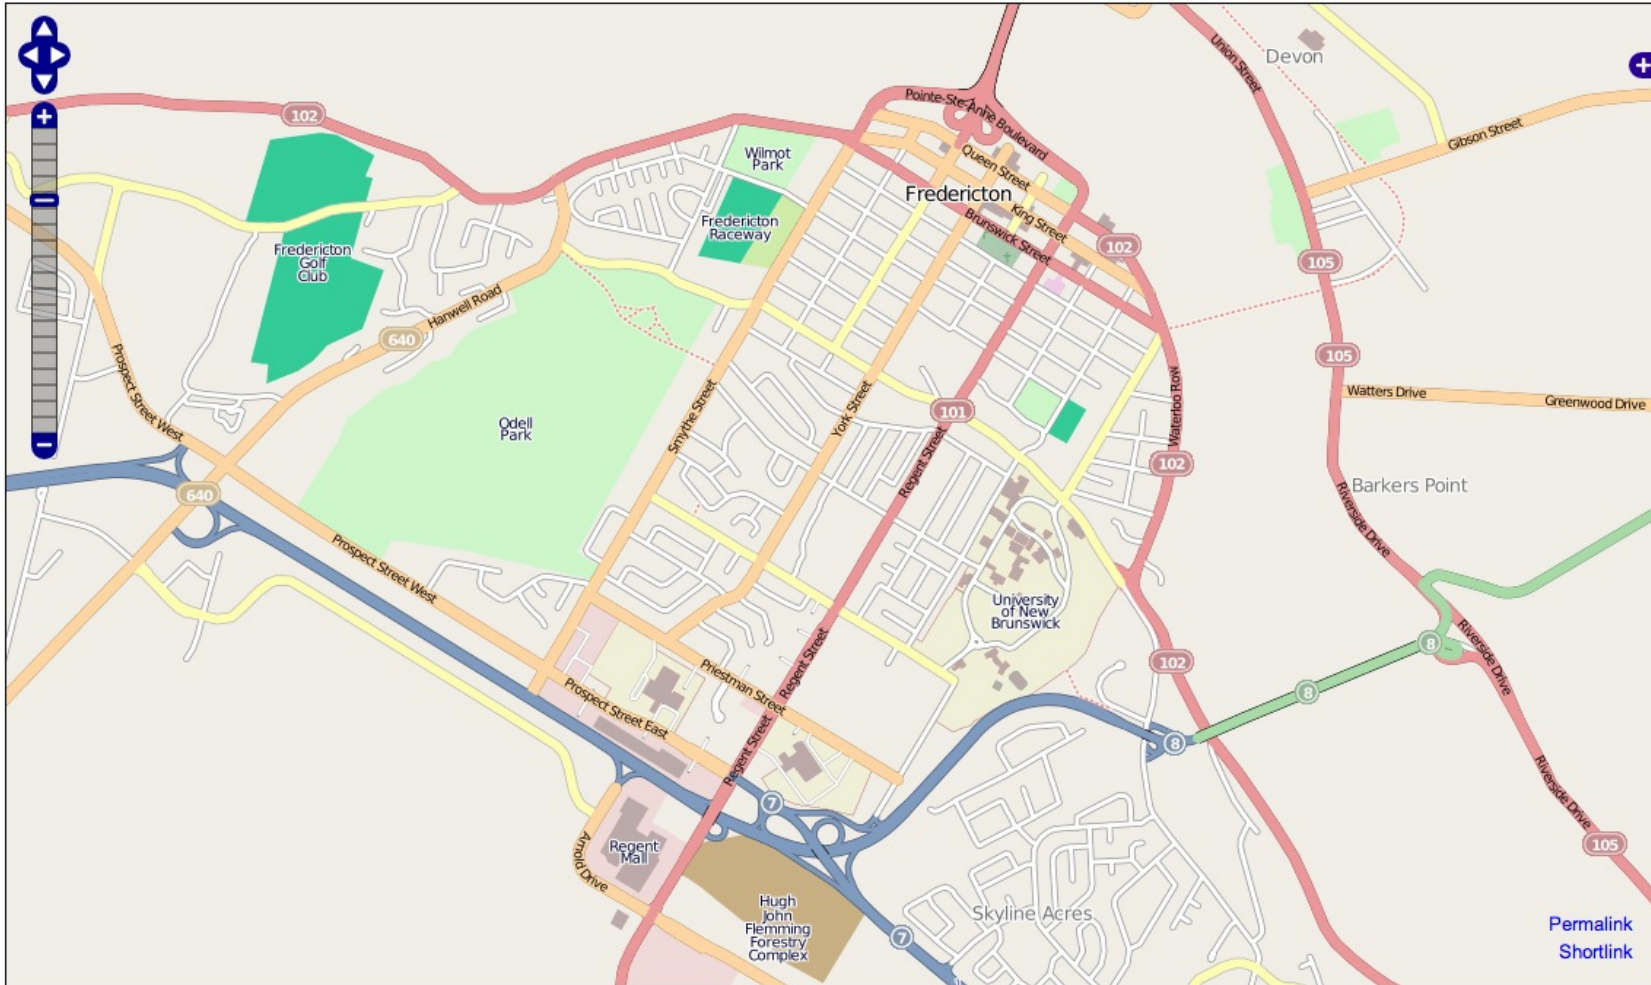 Devon
Union Street
Pointe-Ste-Anne Boulevard
102
Gibson Street
Queen Street
Wilmot
Park
Fredericton
King Street
Brunswick Street
Fredericton
Raceway
102
105
Fredericton
Golf
Club
Hanwell Road
640
105
Prospect Street West
Smythe Street
York Street
101
Waterloo Row
Watters Drive
Greenwood Drive
Odell
Park
Regent Street
102
Barkers Point
640
Riverside Drive
Prospect Street West
University
of New
Brunswick
8
Riverside Drive
Regent Street
102
Priestman Street
8
Prospect Street East
Regent Street
8
7
Riverside Drive
Regent
Mall
Arnold Drive
105
Hugh
John
Flemming
Forestry
Complex
Skyline Acres
7
Permalink
Shortlink